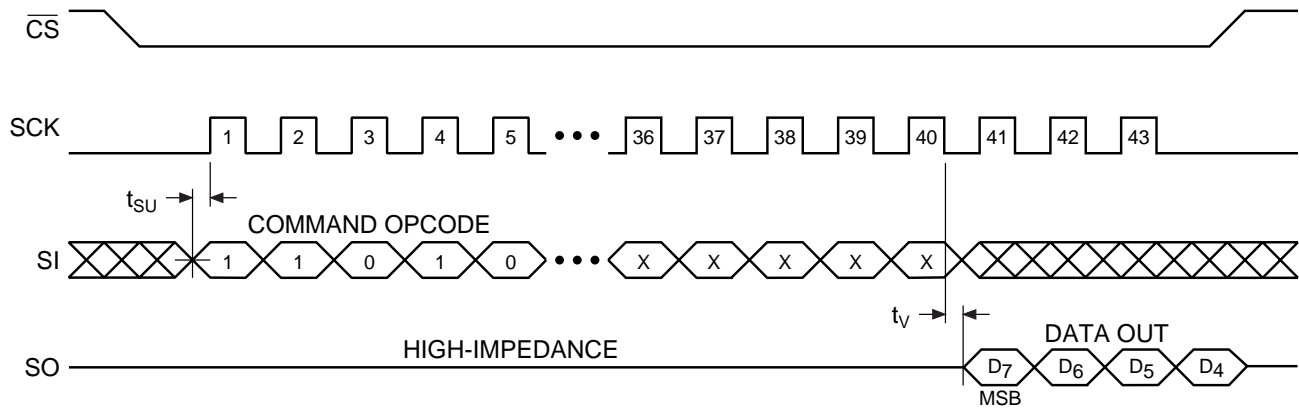 CS
SCK 1 2 3 4 5 ••• 36 37 38 39 40 41 42 43
tSU
COMMAND OPCODE
SI 1 1 0 1 0 ••• X X X X X
tV
HIGH-IMPEDANCE DATA OUT
SO D7 D6 D5 D4
MSB